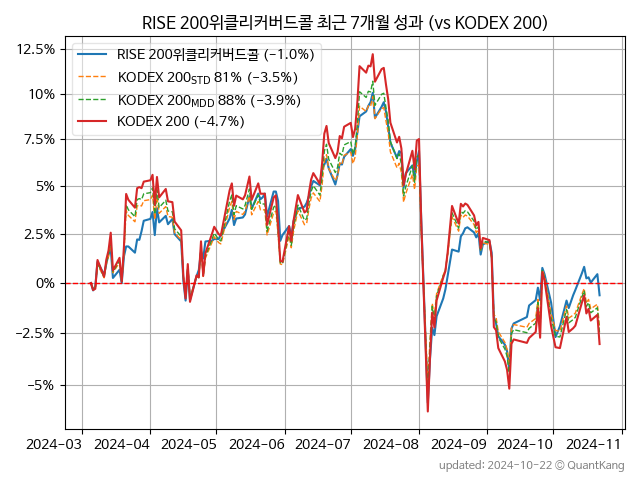 RISE 200위클리커버드콜 최근 7개월 성과 (vs KODEX 200)
RISE 200위클리커버드콜 (−1.0%)
KODEX 200STD 81% (−3.5%)
KODEX 200MDD 88% (−3.9%)
KODEX 200 (−4.7%)
12.5%
10%
7.5%
5%
2.5%
0%
−2.5%
−5%
2024-03 2024-04 2024-05 2024-06 2024-07 2024-08 2024-09 2024-10 2024-11
updated: 2024-10-22 © QuantKang